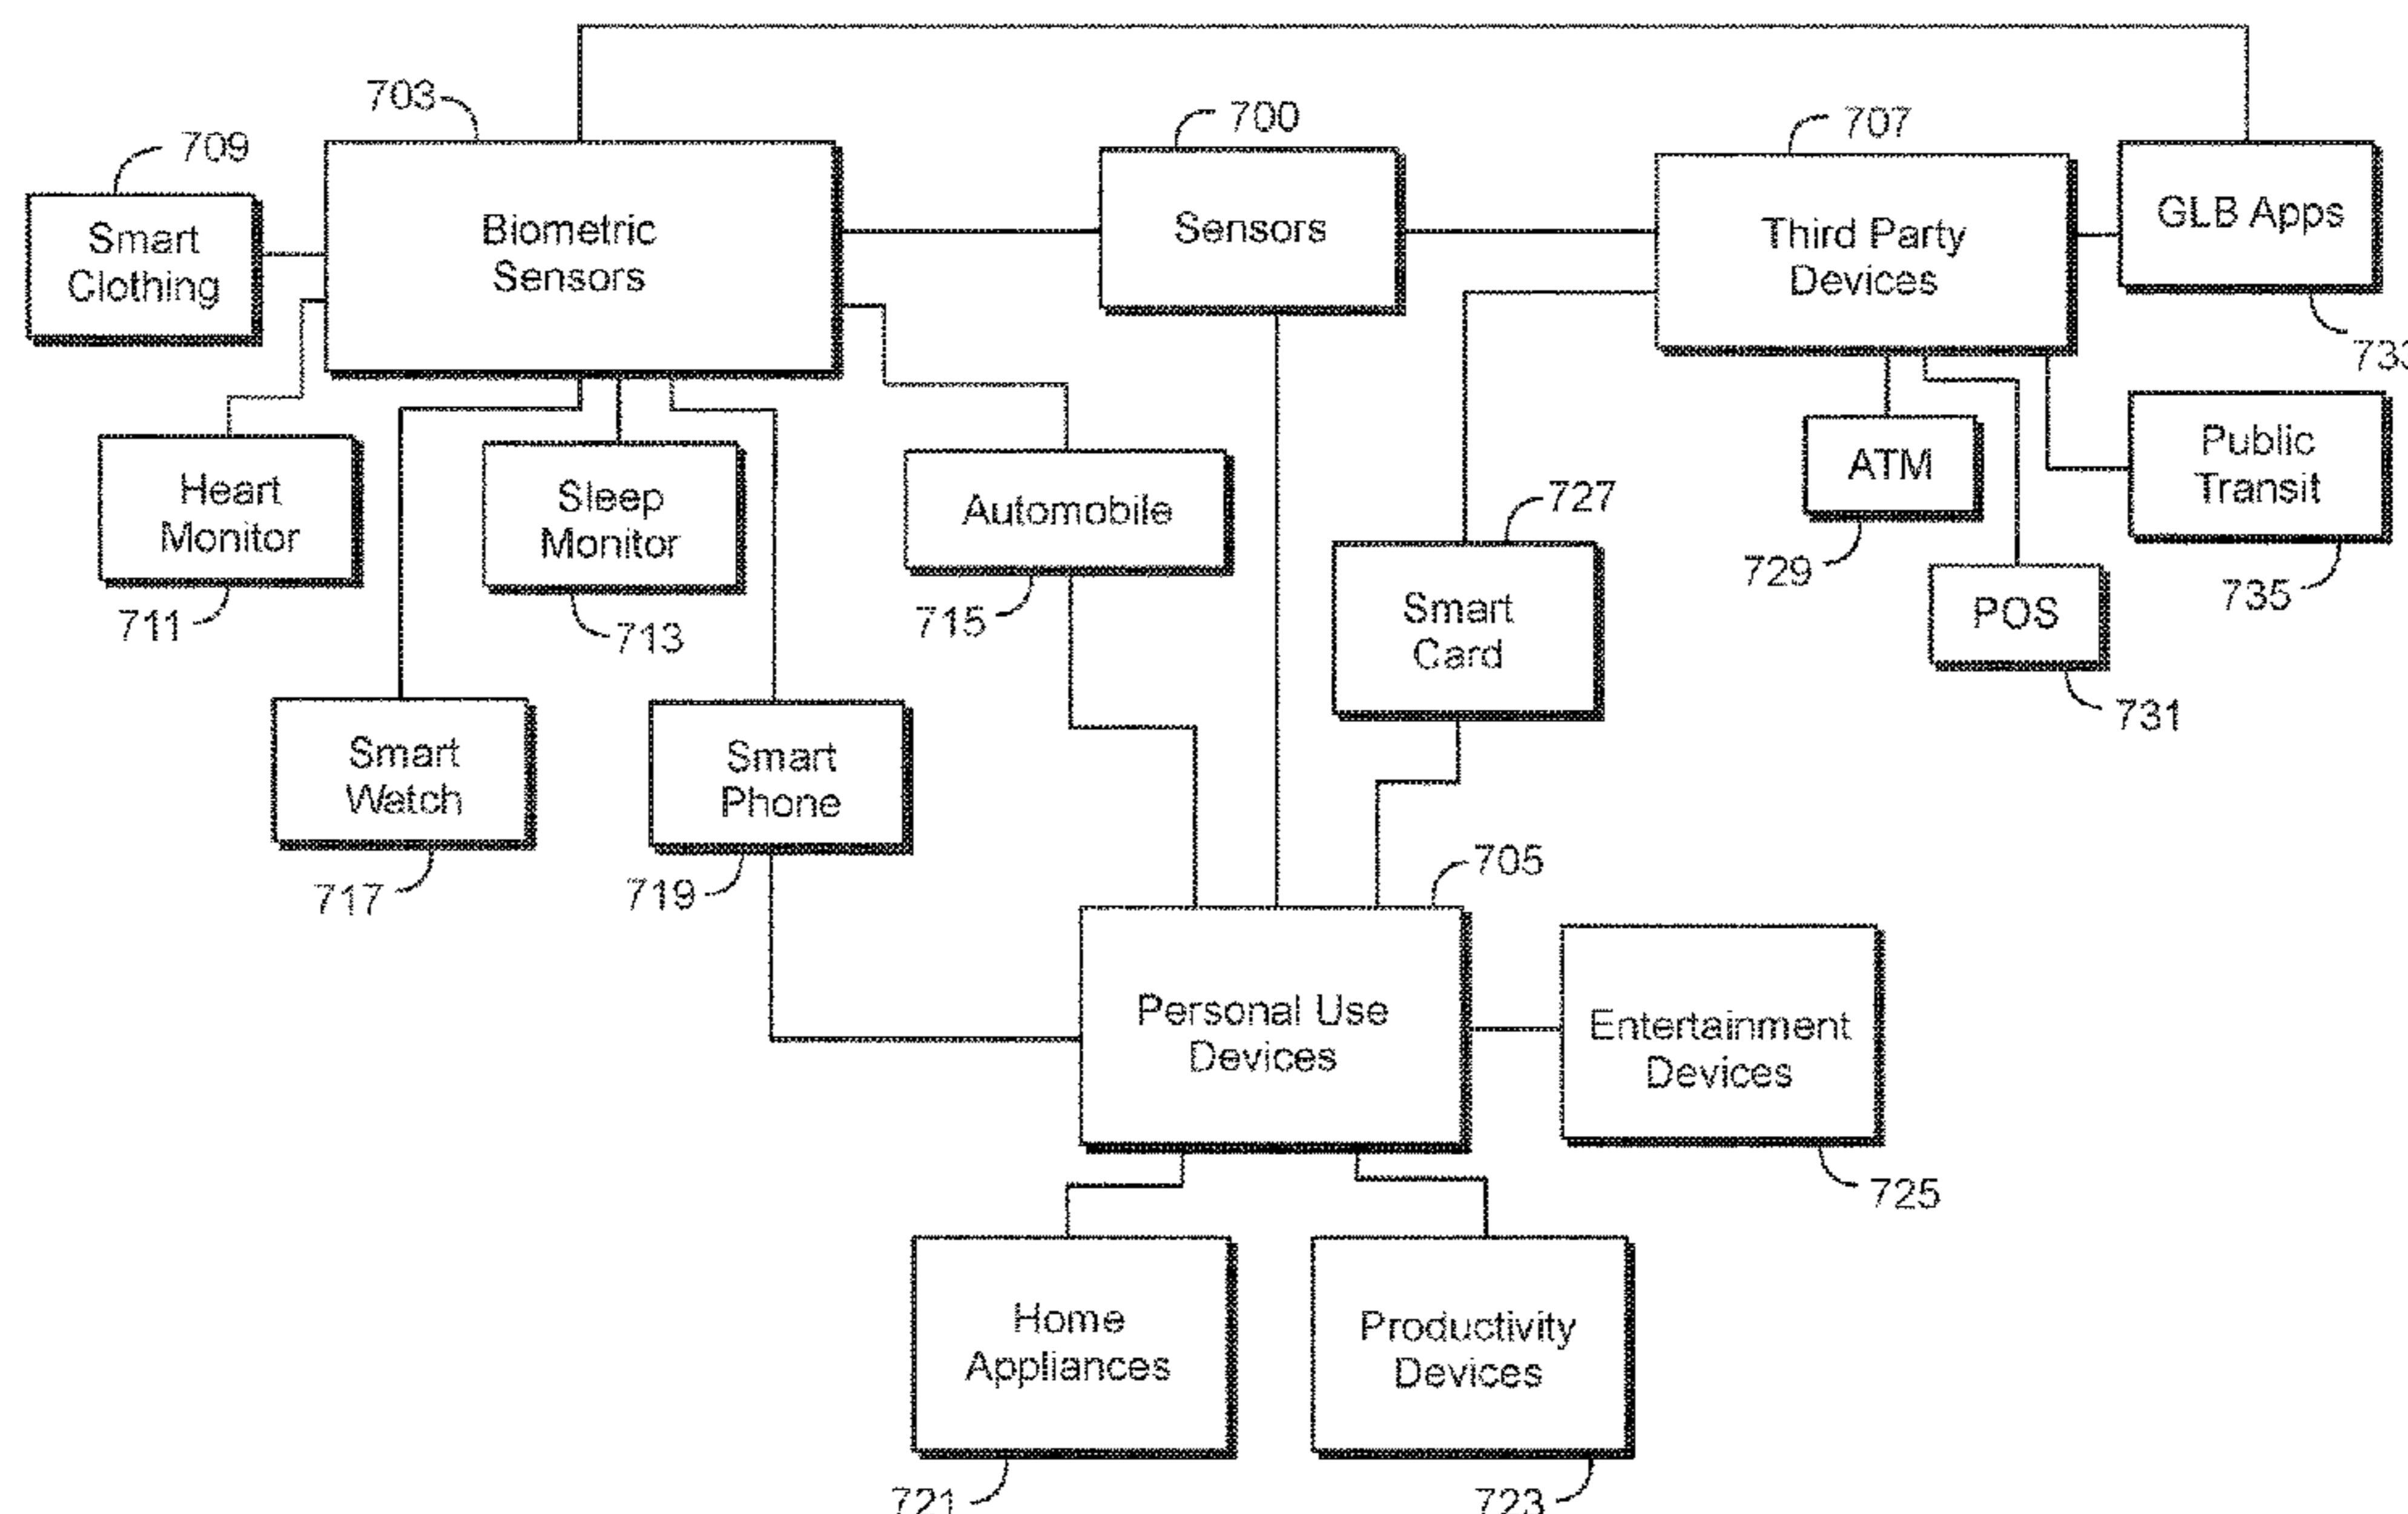 703
700
707
709
Smart
Clothing
Biometric
Sensors
Sensors
Third Party
Devices
GLB Apps
733
Heart
Monitor
711
Sleep
Monitor
713
Automobile
715
727
Smart
Card
ATM
729
Public
Transit
735
POS
731
Smart
Watch
717
Smart
Phone
719
705
Personal Use
Devices
Entertainment
Devices
725
Home
Appliances
721
Productivity
Devices
723